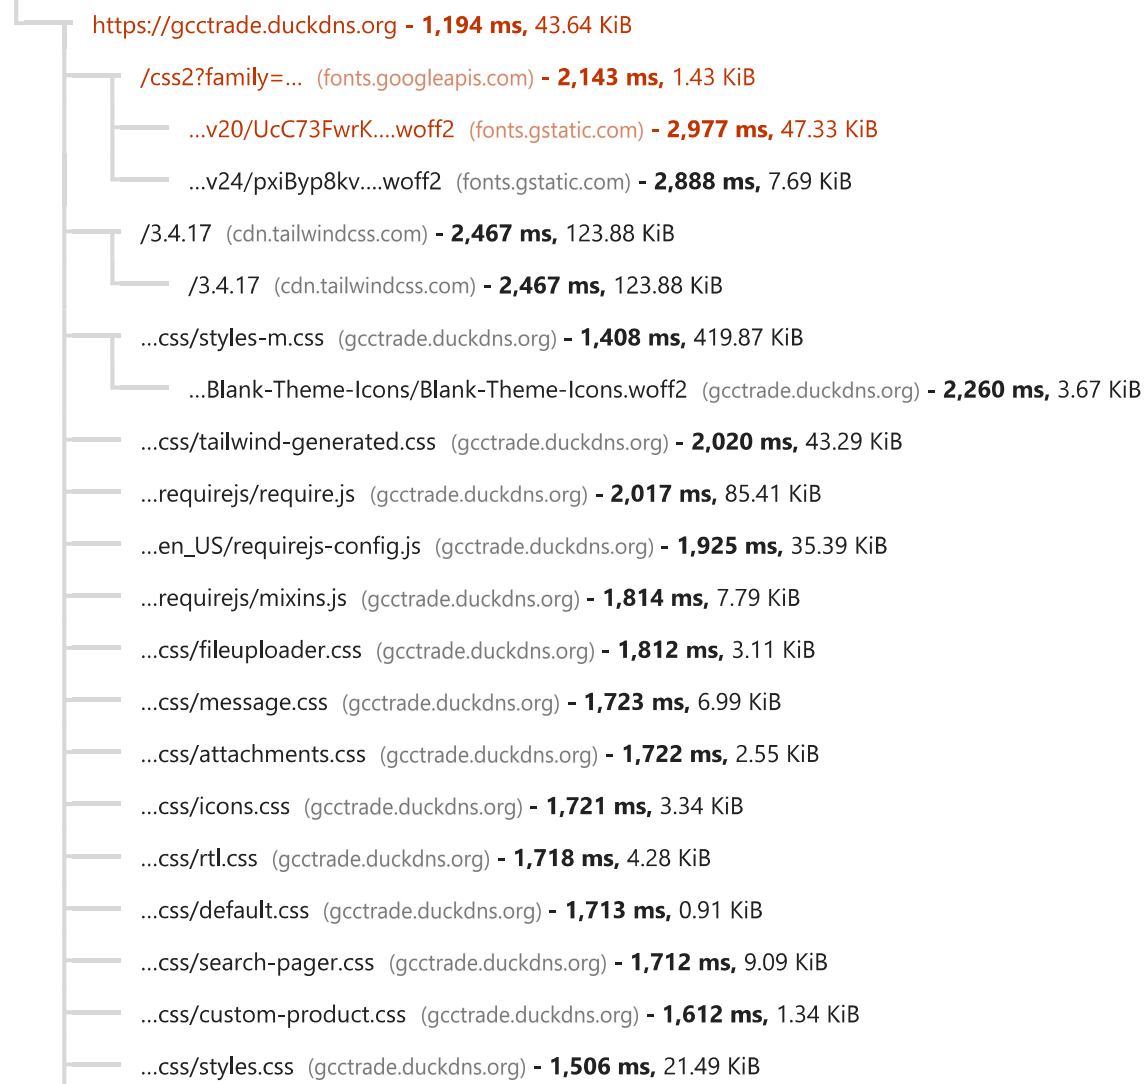 https://gcctrade.duckdns.org - 1,194 ms, 43.64 KiB
/css2?family=... (fonts.googleapis.com) - 2,143 ms, 1.43 KiB
...v20/UcC73FwrK....woff2 (fonts.gstatic.com) - 2,977 ms, 47.33 KiB
...v24/pxiByp8kv....woff2 (fonts.gstatic.com) - 2,888 ms, 7.69 KiB
/3.4.17 (cdn.tailwindcss.com) - 2,467 ms, 123.88 KiB
/3.4.17 (cdn.tailwindcss.com) - 2,467 ms, 123.88 KiB
...css/styles-m.css (gcctrade.duckdns.org) - 1,408 ms, 419.87 KiB
...Blank-Theme-Icons/Blank-Theme-Icons.woff2 (gcctrade.duckdns.org) - 2,260 ms, 3.67 KiB
...css/tailwind-generated.css (gcctrade.duckdns.org) - 2,020 ms, 43.29 KiB
...requirejs/require.js (gcctrade.duckdns.org) - 2,017 ms, 85.41 KiB
...en_US/requirejs-config.js (gcctrade.duckdns.org) - 1,925 ms, 35.39 KiB
...requirejs/mixins.js (gcctrade.duckdns.org) - 1,814 ms, 7.79 KiB
...css/fileuploader.css (gcctrade.duckdns.org) - 1,812 ms, 3.11 KiB
...css/message.css (gcctrade.duckdns.org) - 1,723 ms, 6.99 KiB
...css/attachments.css (gcctrade.duckdns.org) - 1,722 ms, 2.55 KiB
...css/icons.css (gcctrade.duckdns.org) - 1,721 ms, 3.34 KiB
...css/rtl.css (gcctrade.duckdns.org) - 1,718 ms, 4.28 KiB
...css/default.css (gcctrade.duckdns.org) - 1,713 ms, 0.91 KiB
...css/search-pager.css (gcctrade.duckdns.org) - 1,712 ms, 9.09 KiB
...css/custom-product.css (gcctrade.duckdns.org) - 1,612 ms, 1.34 KiB
...css/styles.css (gcctrade.duckdns.org) - 1,506 ms, 21.49 KiB